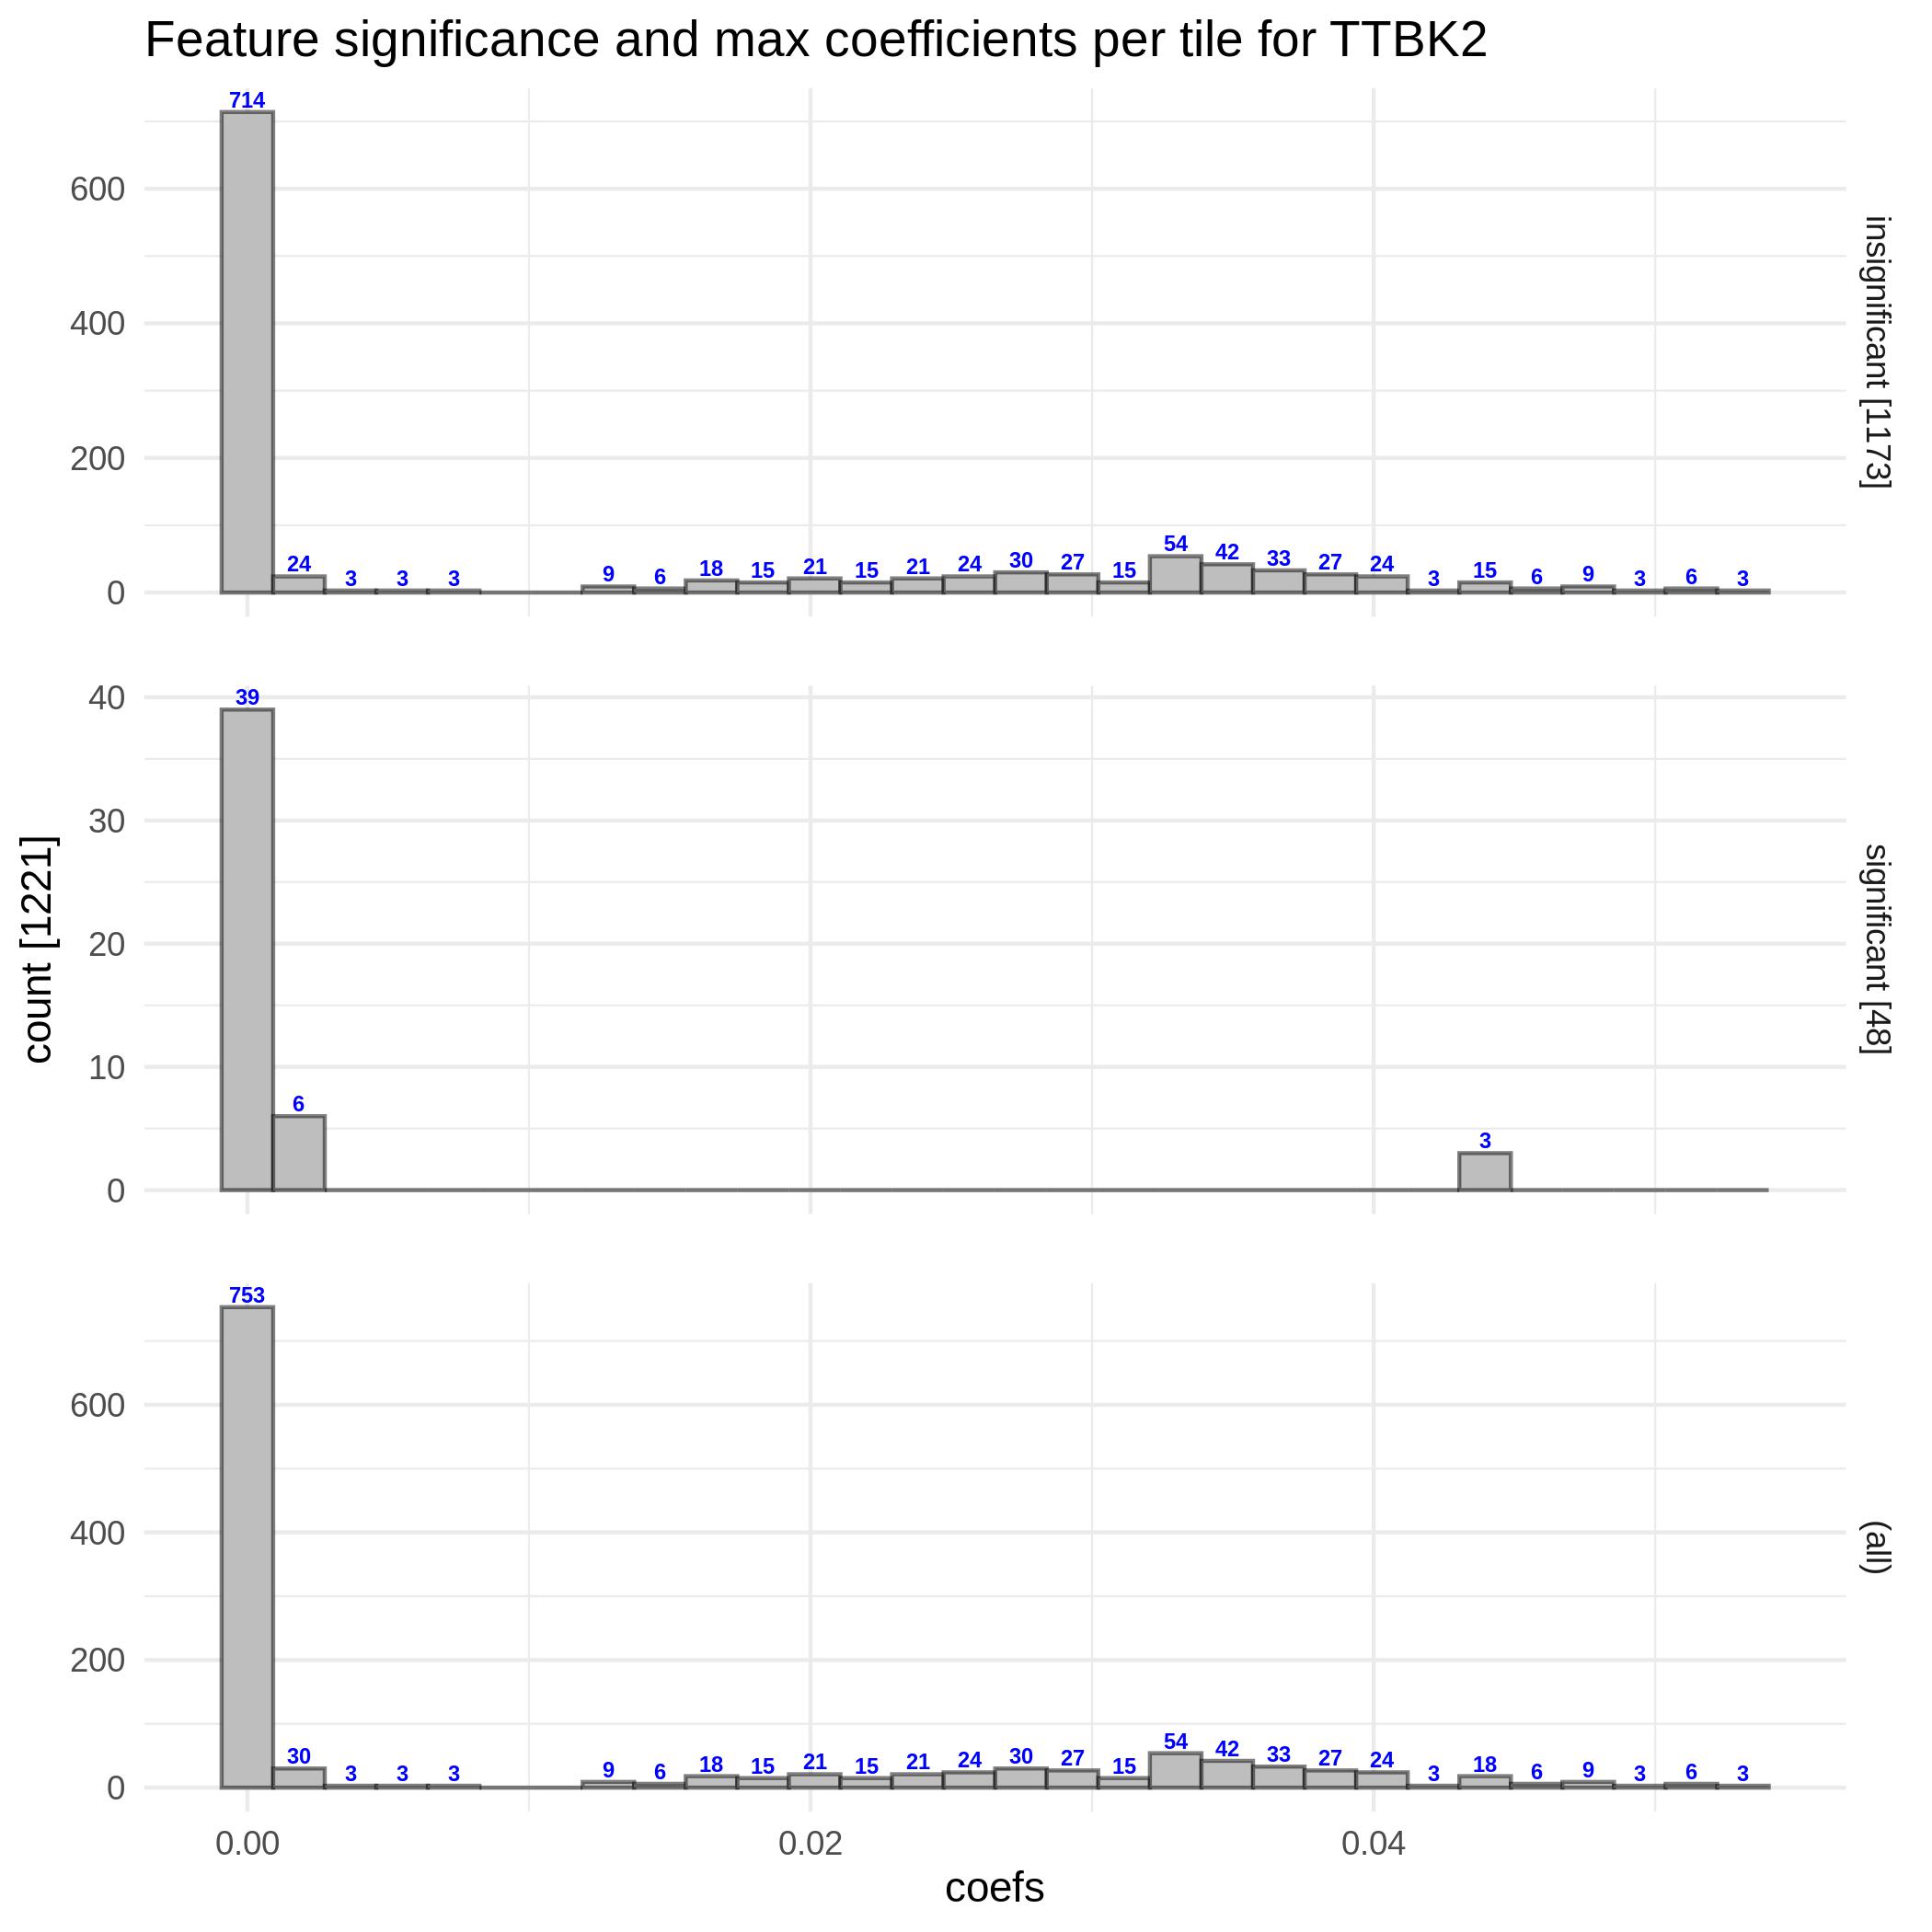 Feature significance and max coefficients per tile for TTBK2
714
600
400
200
0
24 3 3 3 9 6 18 15 21 15 21 24 30 27 15 54 42 33 27 24 3 15 6 9 3 6 3
insignificant [1173]
40
39
30
20
10
0
6
3
significant [48]
count [1221]
753
600
400
200
0
30 3 3 3 9 6 18 15 21 15 21 24 30 27 15 54 42 33 27 24 3 18 6 9 3 6 3
(all)
0.00 0.02 0.04
coefs